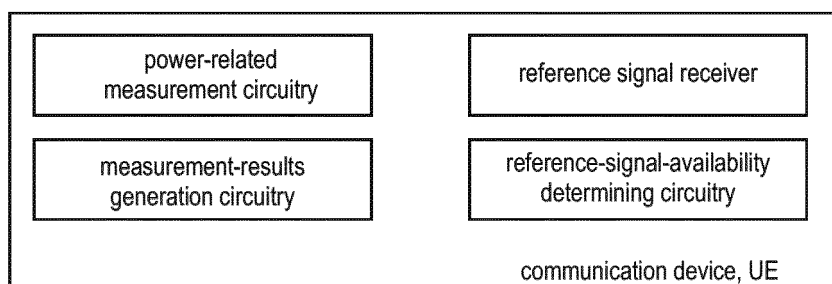 power-related
measurement circuitry
reference signal receiver
measurement-results
generation circuitry
reference-signal-availability
determining circuitry
communication device, UE